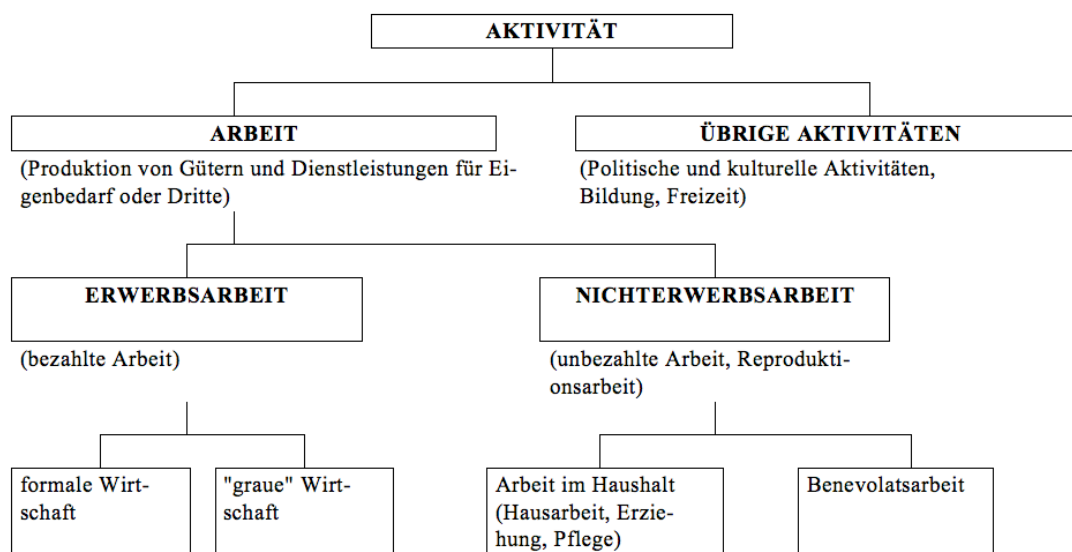 AKTIVITÄT
ARBEIT
(Produktion von Gütern und Dienstleistungen für Ei-
genbedarf oder Dritte)
ÜBRIGE AKTIVITÄTEN
(Politische und kulturelle Aktivitäten,
Bildung, Freizeit)
ERWERBSARBEIT
(bezahlte Arbeit)
NICHTERWERBSARBEIT
(unbezahlte Arbeit, Reprodukti-
onsarbeit)
formale Wirt-
schaft
"graue" Wirt-
schaft
Arbeit im Haushalt
(Hausarbeit, Erzie-
hung, Pflege)
Benevolatsarbeit